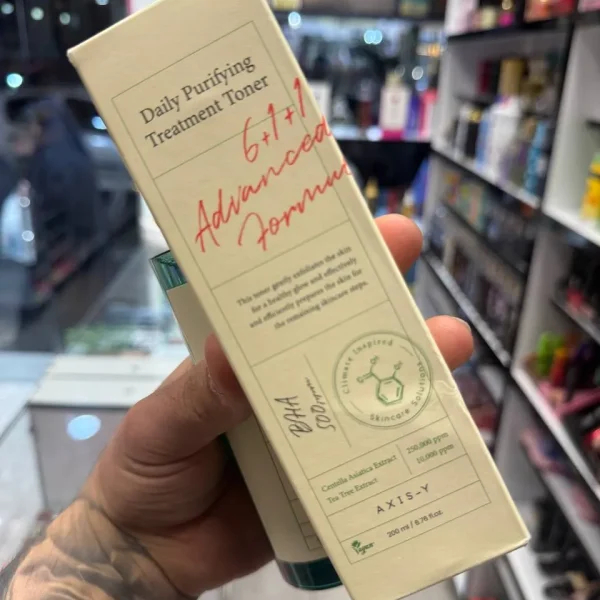 Daily Purifying
Treatment Toner
6+1+1
Advanced
Formul
This toner gently exfoliates the skin
for a healthy glow and effectively
and efficiently prepares the skin for
the remaining skincare steps.
Climate Inspired
Skincare Solutions
BHA
500ppm
Centella Asiatica Extract 250,000 ppm
Tea Tree Extract 10,000 ppm
AXIS-Y
200 ml / 6.76 fl.oz
Vegan